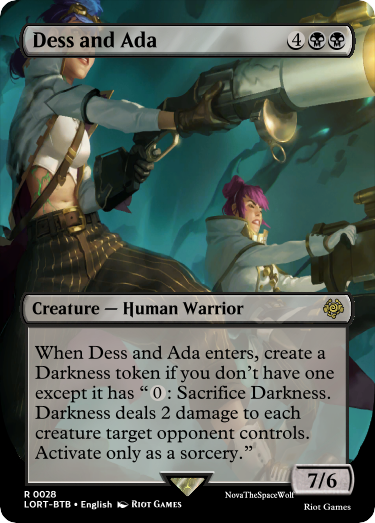 Dess and Ada 4
Creature — Human Warrior
When Dess and Ada enters, create a
Darkness token if you don't have one
except it has “ 0 : Sacrifice Darkness.
Darkness deals 2 damage to each
creature target opponent controls.
Activate only as a sorcery.”
7/6
R 0028
LORT-BTB • English Riot Games
NovaTheSpaceWolf
Riot Games